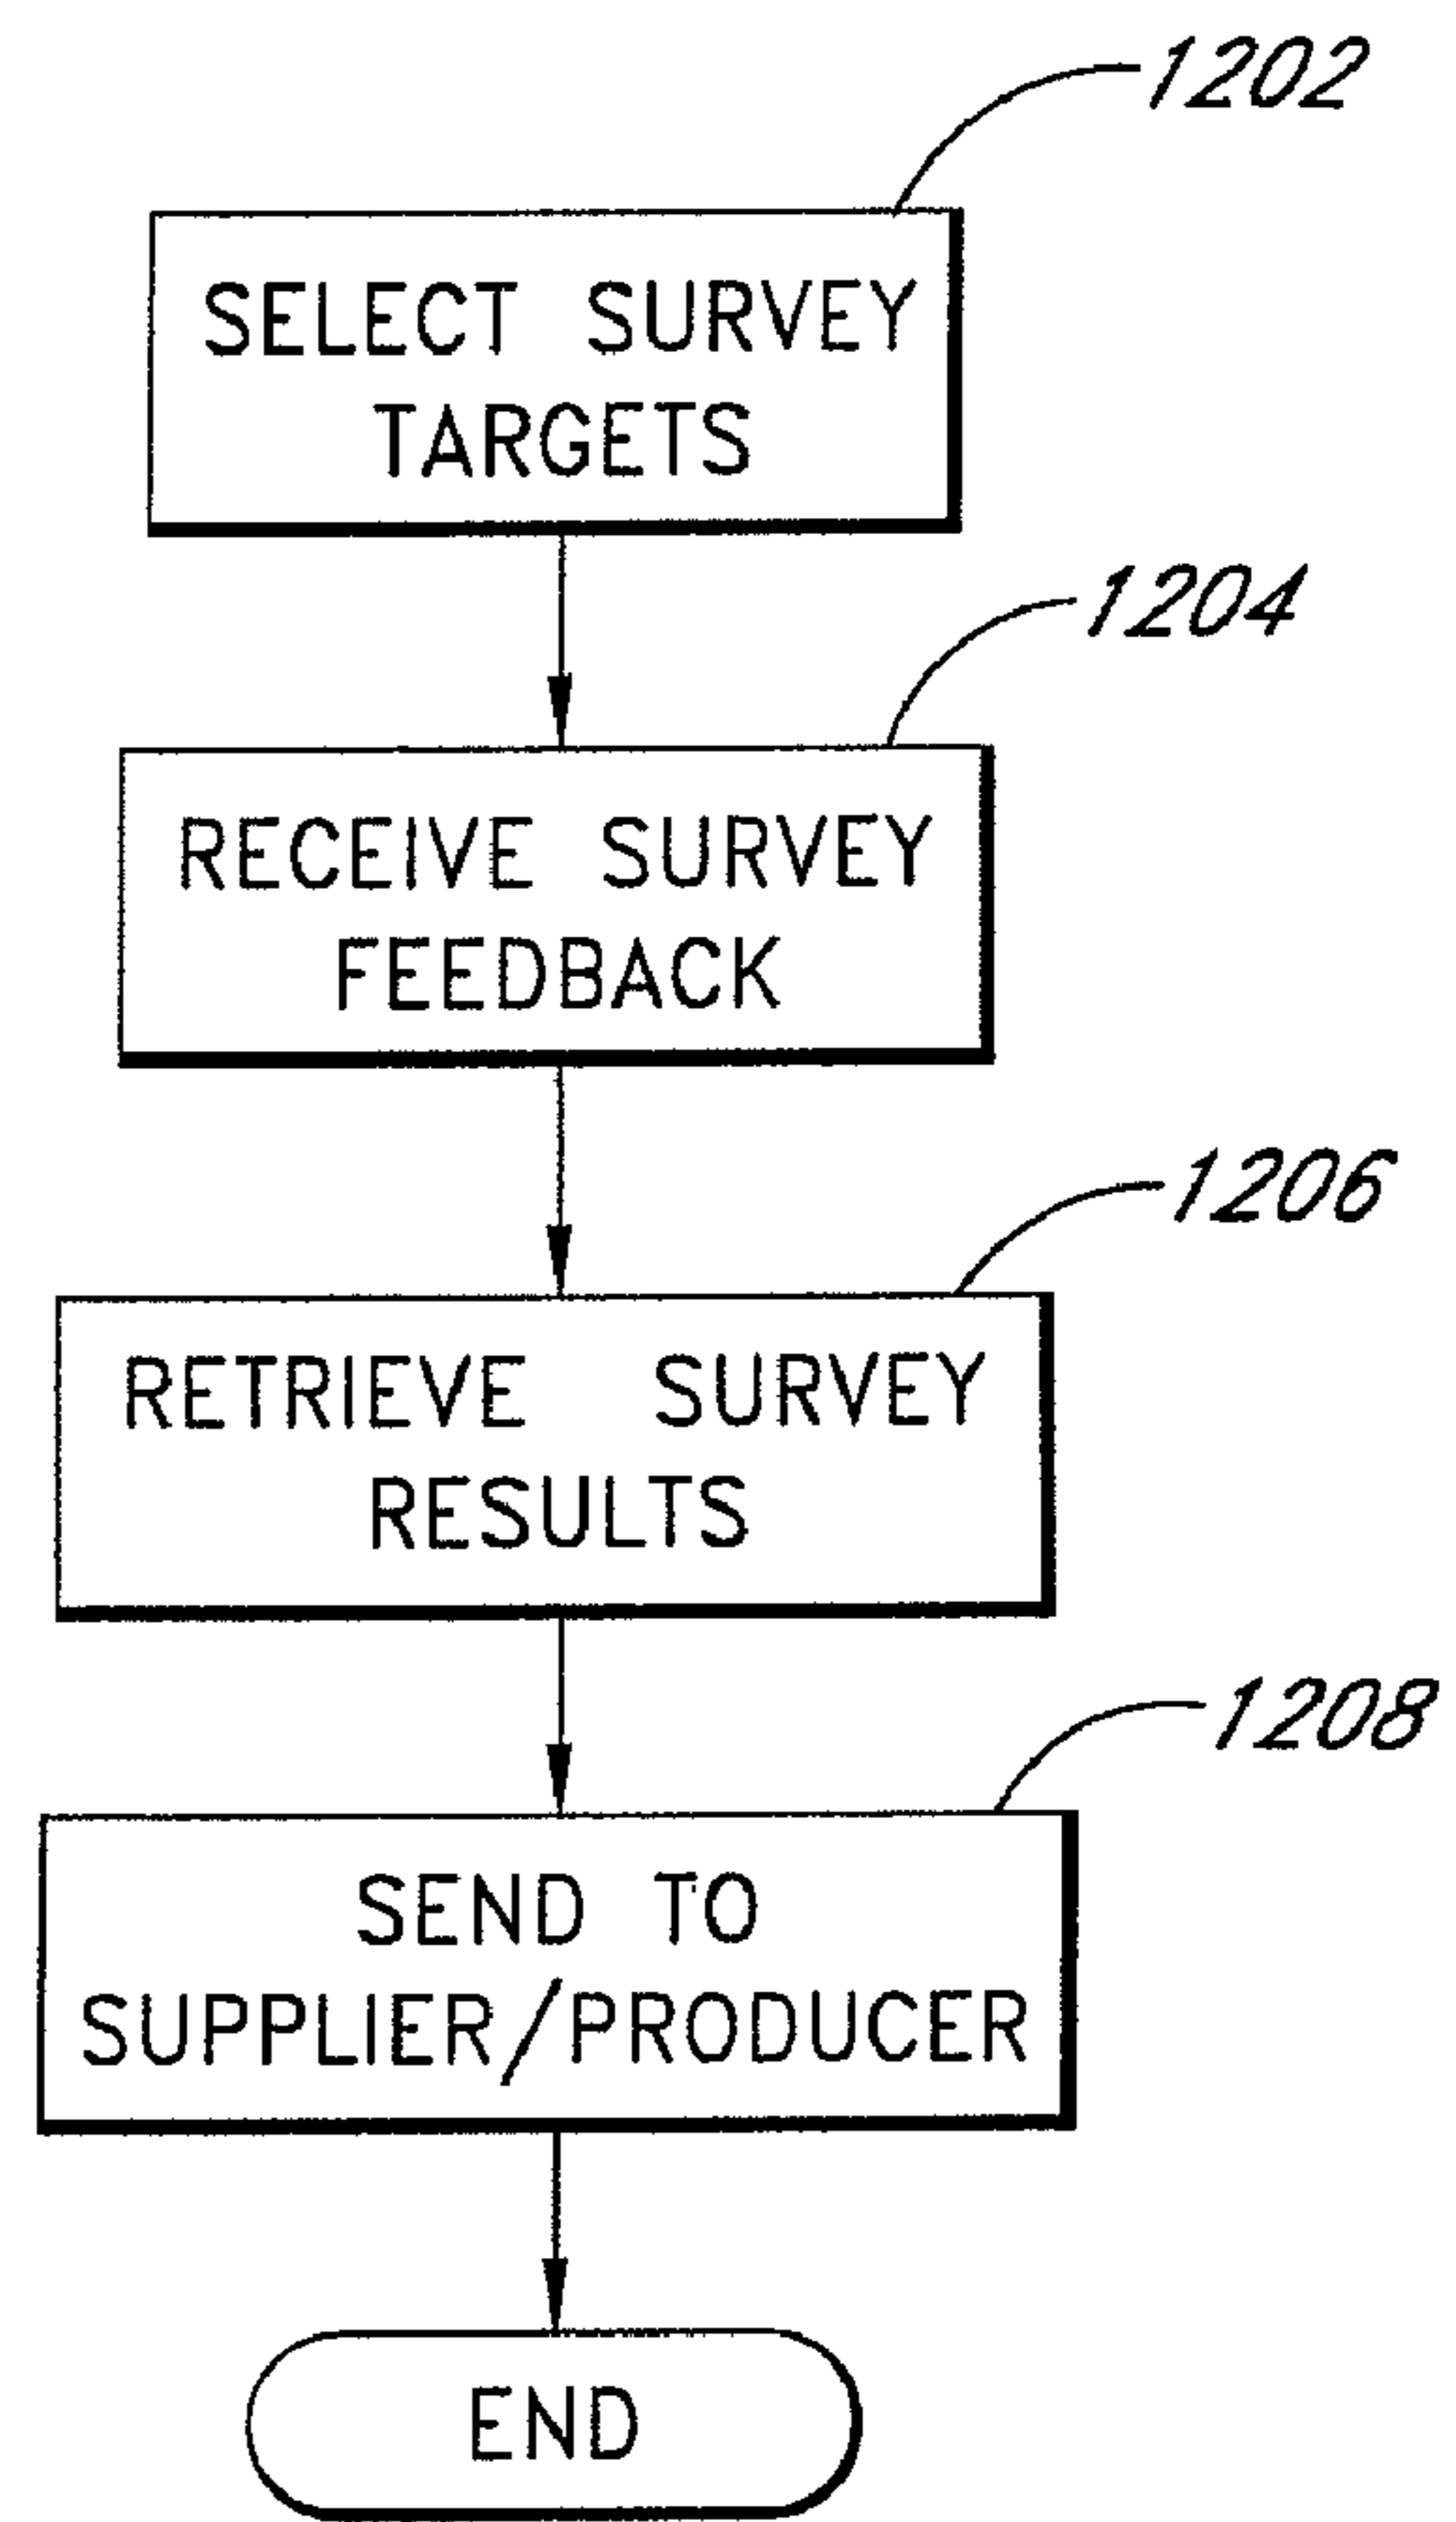 1202
SELECT SURVEY
TARGETS
1204
RECEIVE SURVEY
FEEDBACK
1206
RETRIEVE SURVEY
RESULTS
1208
SEND TO
SUPPLIER/PRODUCER
END